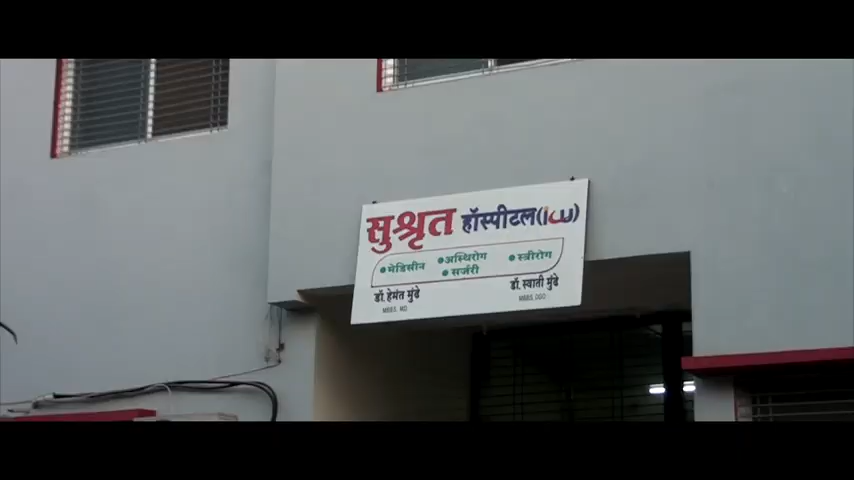 सुश्रृत हॉस्पीटल(ICU)
•मेडिसीन •अस्थिरोग •स्त्रीरोग
•सर्जरी
डॉ. हेमंत मुंढे डॉ. स्वाती मुंढे
MBBS. MD MBBS. DGO